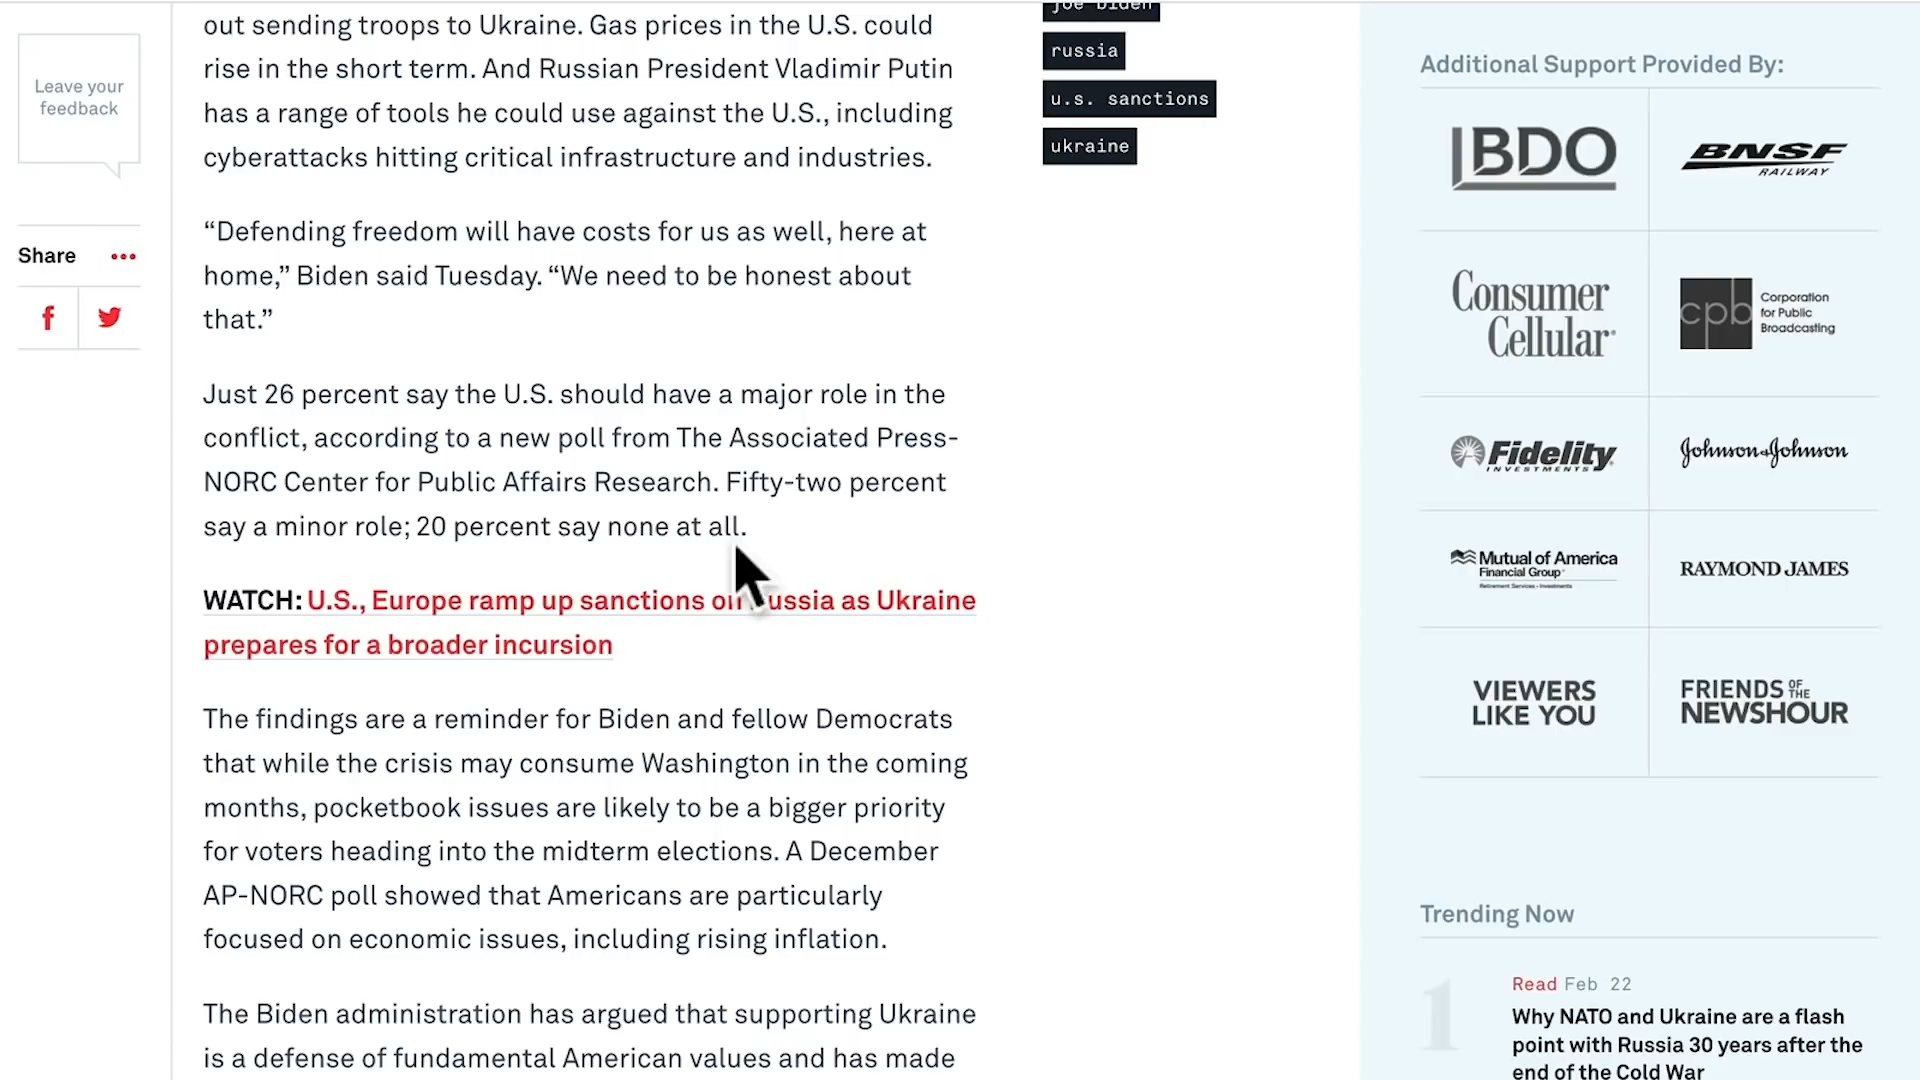 out sending troops to Ukraine. Gas prices in the U.S. could
rise in the short term. And Russian President Vladimir Putin
has a range of tools he could use against the U.S., including
cyberattacks hitting critical infrastructure and industries.
“Defending freedom will have costs for us as well, here at
home,” Biden said Tuesday. “We need to be honest about
that.”
Just 26 percent say the U.S. should have a major role in the
conflict, according to a new poll from The Associated Press-
NORC Center for Public Affairs Research. Fifty-two percent
say a minor role; 20 percent say none at all.
WATCH: U.S., Europe ramp up sanctions on Russia as Ukraine
prepares for a broader incursion
The findings are a reminder for Biden and fellow Democrats
that while the crisis may consume Washington in the coming
months, pocketbook issues are likely to be a bigger priority
for voters heading into the midterm elections. A December
AP-NORC poll showed that Americans are particularly
focused on economic issues, including rising inflation.
The Biden administration has argued that supporting Ukraine
is a defense of fundamental American values and has made
Leave your
feedback
Share
joe biden
russia
u.s. sanctions
ukraine
Additional Support Provided By:
BDO
BNSF
RAILWAY
Consumer
Cellular
cpb
Corporation
for Public
Broadcasting
Fidelity
INVESTMENTS
Johnson & Johnson
Mutual of America
Financial Group
Retirement Services • Investments
RAYMOND JAMES
VIEWERS
LIKE YOU
FRIENDS OF THE
NEWSHOUR
Trending Now
1
Read Feb 22
Why NATO and Ukraine are a flash
point with Russia 30 years after the
end of the Cold War